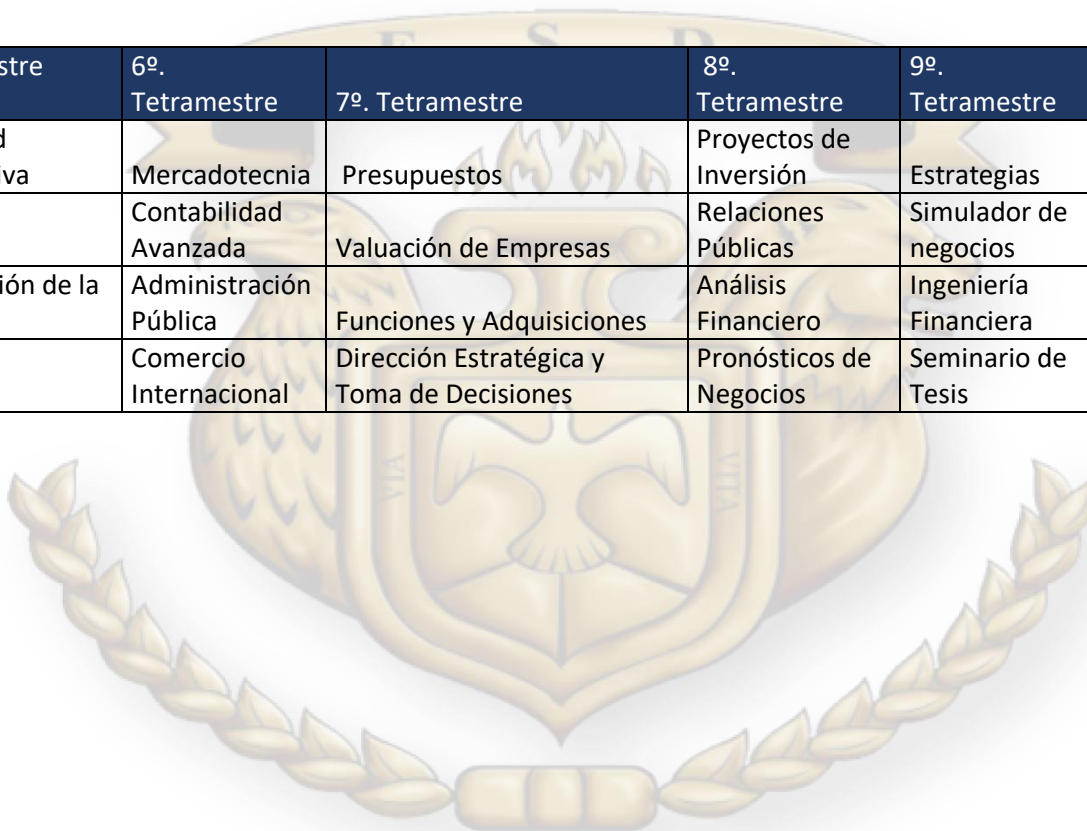 E S D
stre
6º.
Tetramestre
7º. Tetramestre
8º.
Tetramestre
9º.
Tetramestre
d
iva
Mercadotecnia
Presupuestos
Proyectos de
Inversión
Estrategias
Contabilidad
Avanzada
Valuación de Empresas
Relaciones
Públicas
Simulador de
negocios
ión de la
Administración
Pública
Funciones y Adquisiciones
Análisis
Financiero
Ingeniería
Financiera
Comercio
Internacional
Dirección Estratégica y
Toma de Decisiones
Pronósticos de
Negocios
Seminario de
Tesis
VIA
VITA